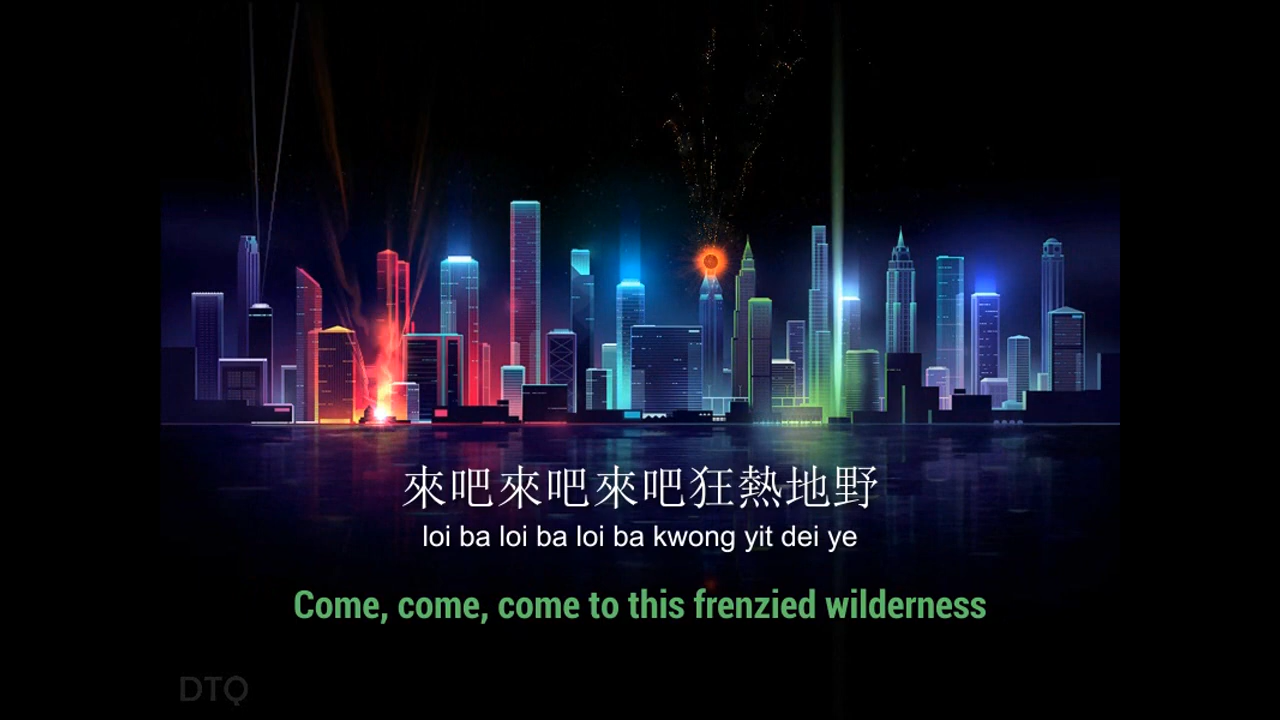 來吧來吧來吧狂熱地野
loi ba loi ba loi ba kwong yit dei ye
Come, come, come to this frenzied wilderness
DTQ